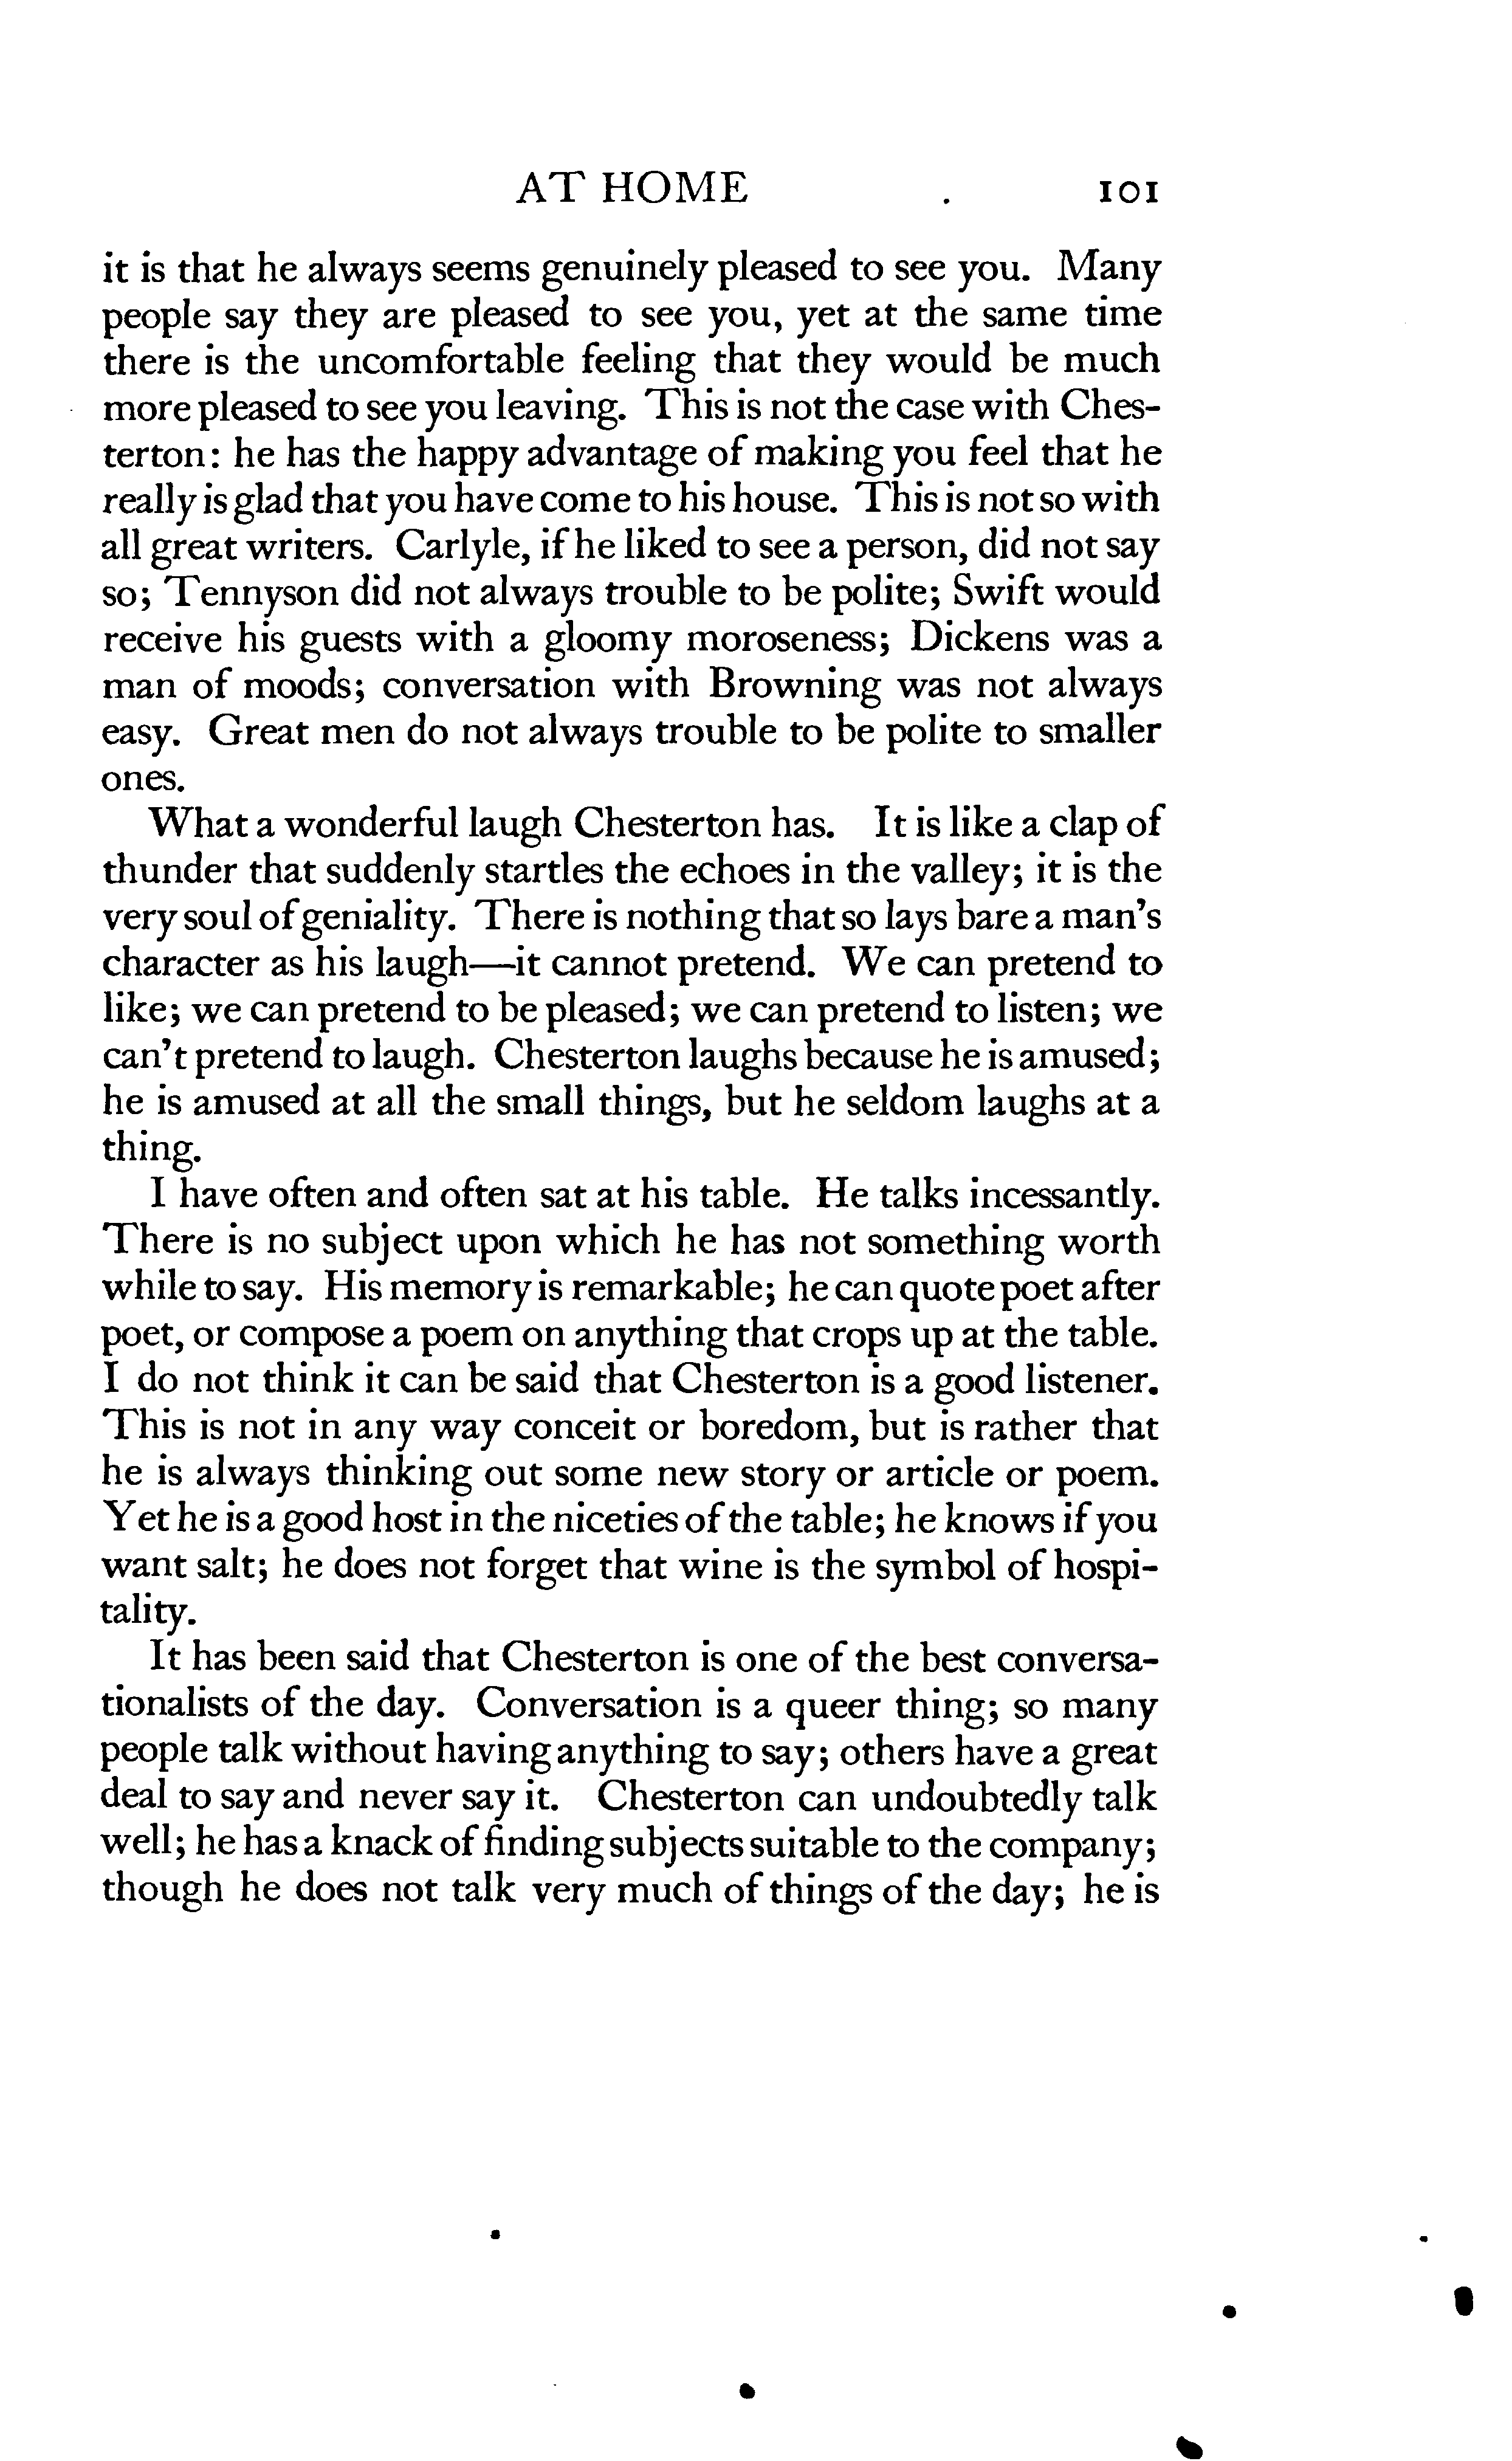 AT HOME 101
it is that he always seems genuinely pleased to see you. Many
people say they are pleased to see you, yet at the same time
there is the uncomfortable feeling that they would be much
more pleased to see you leaving. This is not the case with Ches-
terton: he has the happy advantage of making you feel that he
really is glad that you have come to his house. This is not so with
all great writers. Carlyle, if he liked to see a person, did not say
so; Tennyson did not always trouble to be polite; Swift would
receive his guests with a gloomy moroseness; Dickens was a
man of moods; conversation with Browning was not always
easy. Great men do not always trouble to be polite to smaller
ones.
What a wonderful laugh Chesterton has. It is like a clap of
thunder that suddenly startles the echoes in the valley; it is the
very soul of geniality. There is nothing that so lays bare a man's
character as his laugh—it cannot pretend. We can pretend to
like; we can pretend to be pleased; we can pretend to listen; we
can't pretend to laugh. Chesterton laughs because he is amused;
he is amused at all the small things, but he seldom laughs at a
thing.
I have often and often sat at his table. He talks incessantly.
There is no subject upon which he has not something worth
while to say. His memory is remarkable; he can quote poet after
poet, or compose a poem on anything that crops up at the table.
I do not think it can be said that Chesterton is a good listener.
This is not in any way conceit or boredom, but is rather that
he is always thinking out some new story or article or poem.
Yet he is a good host in the niceties of the table; he knows if you
want salt; he does not forget that wine is the symbol of hospi-
tality.
It has been said that Chesterton is one of the best conversa-
tionalists of the day. Conversation is a queer thing; so many
people talk without having anything to say; others have a great
deal to say and never say it. Chesterton can undoubtedly talk
well; he has a knack of finding subjects suitable to the company;
though he does not talk very much of things of the day; he is